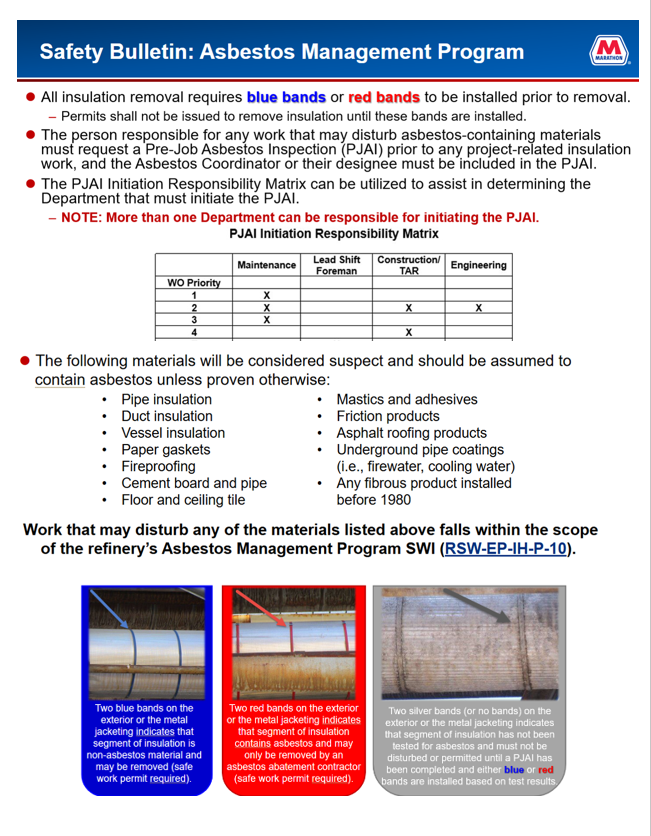 Safety Bulletin: Asbestos Management Program
MARATHON
All insulation removal requires blue bands or red bands to be installed prior to removal.
– Permits shall not be issued to remove insulation until these bands are installed.
The person responsible for any work that may disturb asbestos-containing materials
must request a Pre-Job Asbestos Inspection (PJAI) prior to any project-related insulation
work, and the Asbestos Coordinator or their designee must be included in the PJAI.
The PJAI Initiation Responsibility Matrix can be utilized to assist in determining the
Department that must initiate the PJAI.
– NOTE: More than one Department can be responsible for initiating the PJAI.
PJAI Initiation Responsibility Matrix
Maintenance Lead Shift Foreman Construction/ TAR Engineering
WO Priority
1 X
2 X X X
3 X
4 X
The following materials will be considered suspect and should be assumed to
contain asbestos unless proven otherwise:
• Pipe insulation
• Duct insulation
• Vessel insulation
• Paper gaskets
• Fireproofing
• Cement board and pipe
• Floor and ceiling tile
• Mastics and adhesives
• Friction products
• Asphalt roofing products
• Underground pipe coatings
(i.e., firewater, cooling water)
• Any fibrous product installed
before 1980
Work that may disturb any of the materials listed above falls within the scope
of the refinery's Asbestos Management Program SWI (RSW-EP-IH-P-10).
Two blue bands on the
exterior or the metal
jacketing indicates that
segment of insulation is
non-asbestos material and
may be removed (safe
work permit required).
Two red bands on the exterior
or the metal jacketing indicates
that segment of insulation
contains asbestos and may
only be removed by an
asbestos abatement contractor
(safe work permit required).
Two silver bands (or no bands) on the
exterior or the metal jacketing indicates
that segment of insulation has not been
tested for asbestos and must not be
disturbed or permitted until a PJAI has
been completed and either blue or red
bands are installed based on test results.